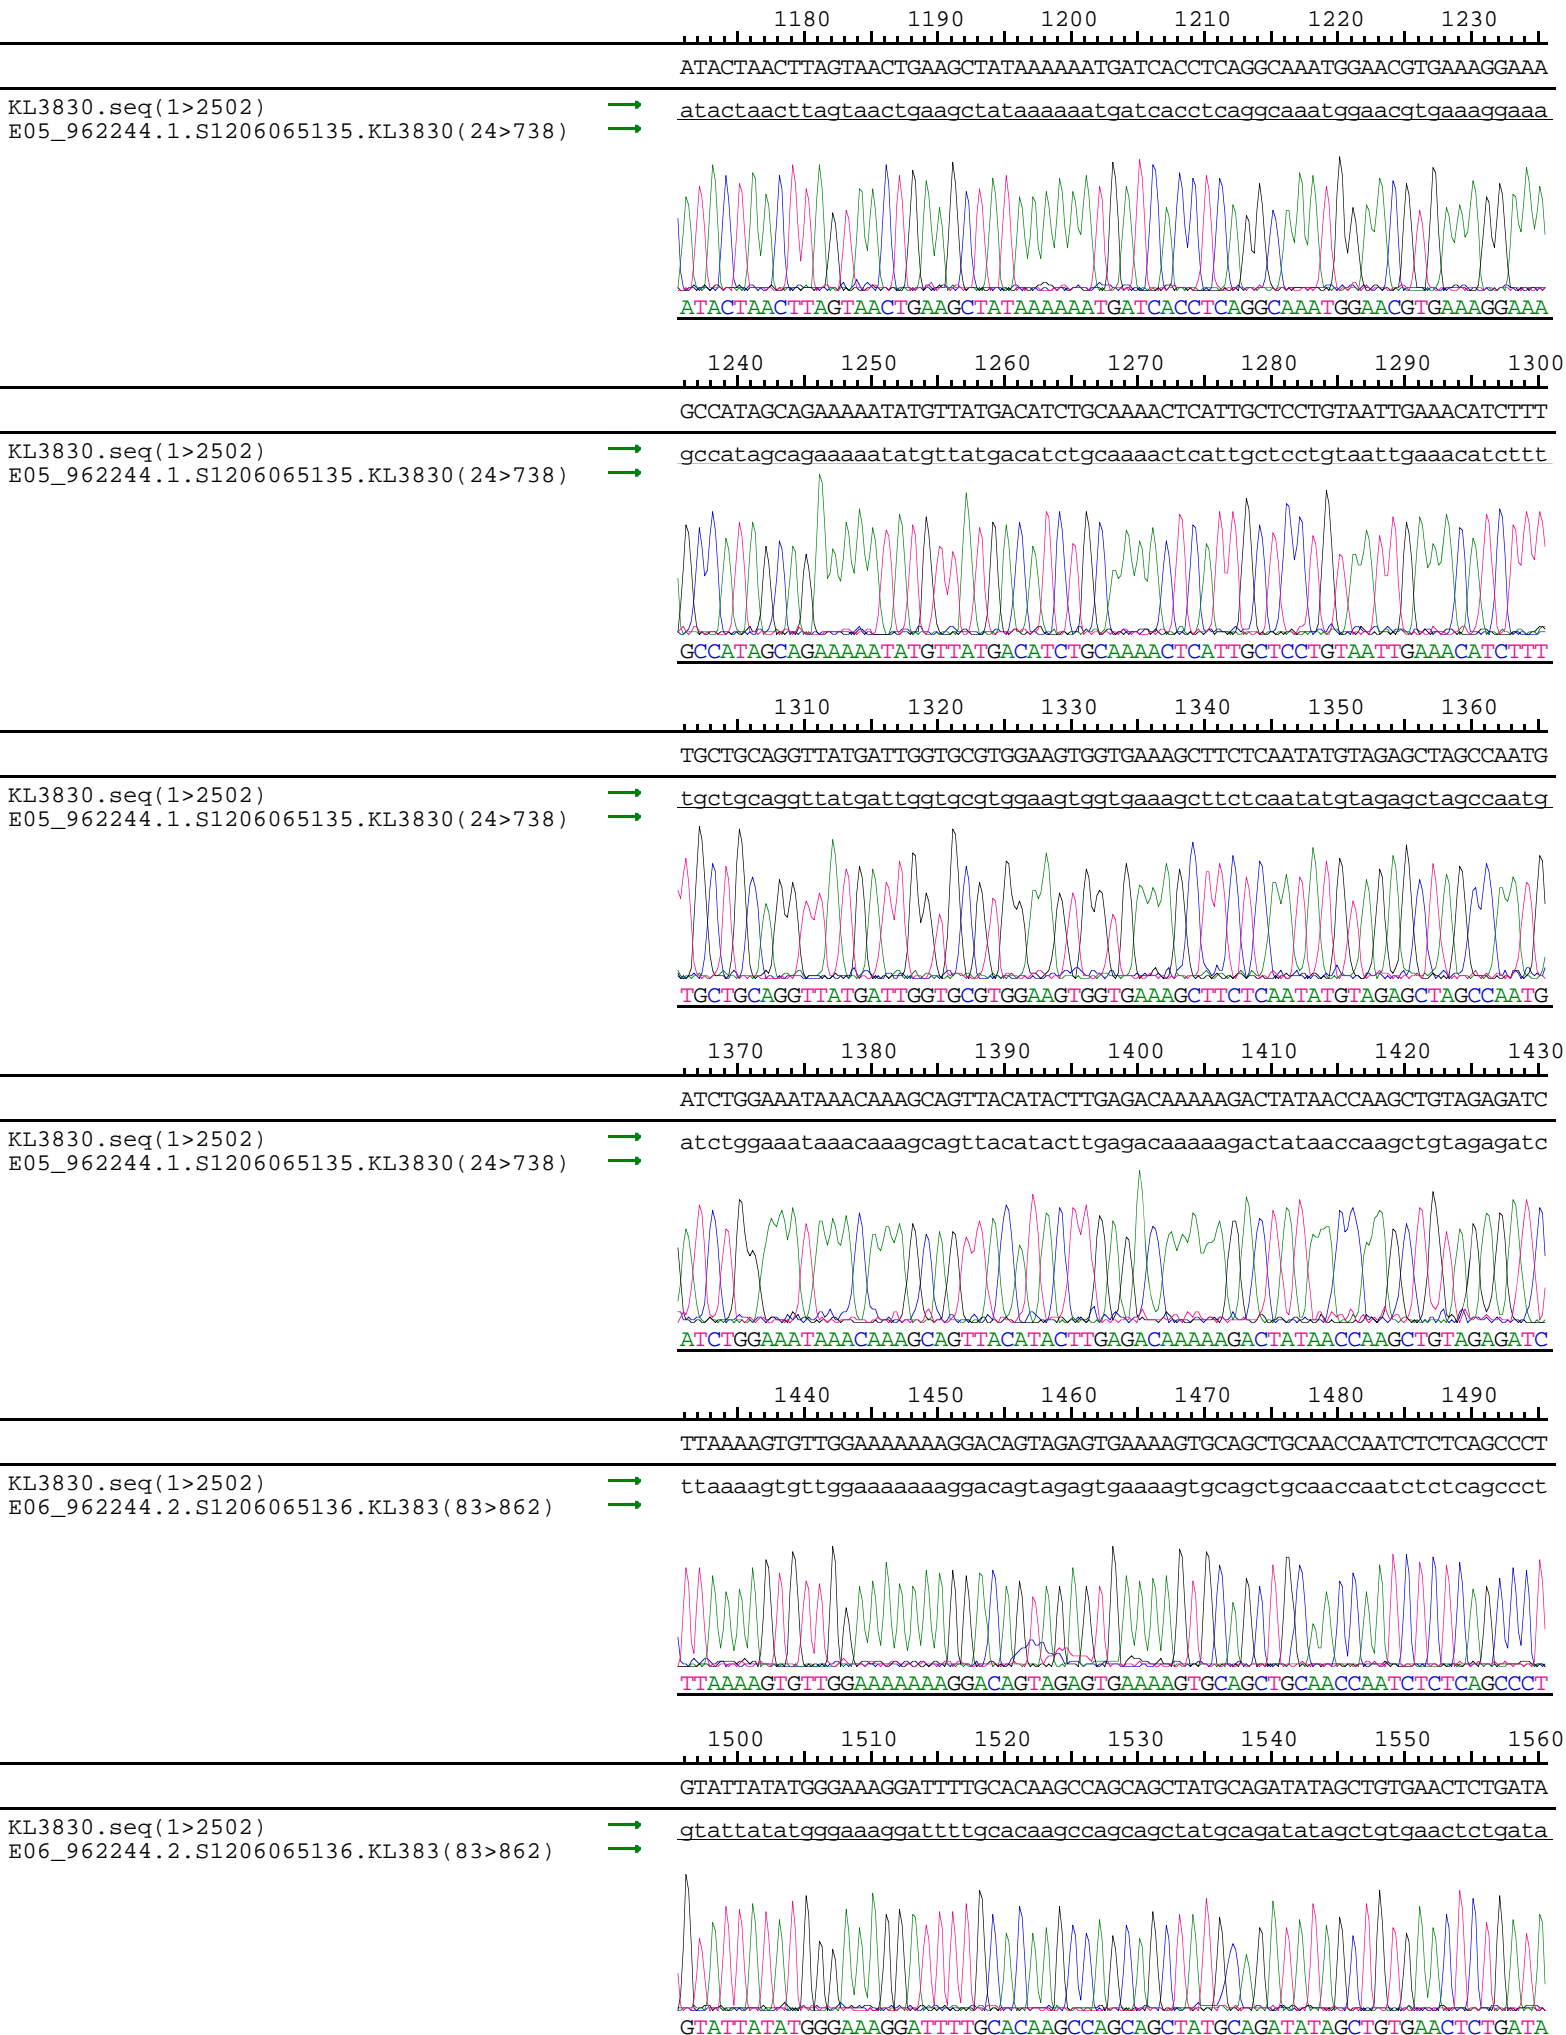 1180 1190 1200 1210 1220 1230
ATACTAACTTAGTAACTGAAGCTATAAAAAATGATCACCTCAGGCAAATGGAACGTGAAAGGAAA
KL3830.seq(1>2502) atactaacttagtaactgaagctataaaaaatgatcacctcaggcaaatggaacgtgaaaggaaa
E05_962244.1.S1206065135.KL3830(24>738)
ATACTAACTTAGTAACTGAAGCTATAAAAAATGATCACCTCAGGCAAATGGAACGTGAAAGGAAA
1240 1250 1260 1270 1280 1290 1300
GCCATAGCAGAAAAATATGTTATGACATCTGCAAAACTCATTGCTCCTGTAATTGAAACATCTTT
KL3830.seq(1>2502) gccatagcagaaaaatatgttatgacatctgcaaaactcattgctcctgtaattgaaacatcttt
E05_962244.1.S1206065135.KL3830(24>738)
GCCATAGCAGAAAAATATGTTATGACATCTGCAAAACTCATTGCTCCTGTAATTGAAACATCTTT
1310 1320 1330 1340 1350 1360
TGCTGCAGGTTATGATTGGTGCGTGGAAGTGGTGAAAGCTTCTCAATATGTAGAGCTAGCCAATG
KL3830.seq(1>2502) tgctgcaggttatgattggtgcgtggaagtggtgaaagcttctcaatatgtagagctagccaatg
E05_962244.1.S1206065135.KL3830(24>738)
TGCTGCAGGTTATGATTGGTGCGTGGAAGTGGTGAAAGCTTCTCAATATGTAGAGCTAGCCAATG
1370 1380 1390 1400 1410 1420 1430
ATCTGGAAATAAACAAAGCAGTTACATACTTGAGACAAAAAGACTATAACCAAGCTGTAGAGATC
KL3830.seq(1>2502) atctggaaataaacaaagcagttacatacttgagacaaaaagactataaccaagctgtagagatc
E05_962244.1.S1206065135.KL3830(24>738)
ATCTGGAAATAAACAAAGCAGTTACATACTTGAGACAAAAAGACTATAACCAAGCTGTAGAGATC
1440 1450 1460 1470 1480 1490
TTAAAAGTGTTGGAAAAAAAGGACAGTAGAGTGAAAAGTGCAGCTGCAACCAATCTCTCAGCCCT
KL3830.seq(1>2502) ttaaaagtgttggaaaaaaaggacagtagagtgaaaagtgcagctgcaaccaatctctcagccct
E06_962244.2.S1206065136.KL383(83>862)
TTAAAAGTGTTGGAAAAAAAGGACAGTAGAGTGAAAAGTGCAGCTGCAACCAATCTCTCAGCCCT
1500 1510 1520 1530 1540 1550 1560
GTATTATATGGGAAAGGATTTTGCACAAGCCAGCAGCTATGCAGATATAGCTGTGAACTCTGATA
KL3830.seq(1>2502) gtattatatgggaaaggattttgcacaagccagcagctatgcagatatagctgtgaactctgata
E06_962244.2.S1206065136.KL383(83>862)
GTATTATATGGGAAAGGATTTTGCACAAGCCAGCAGCTATGCAGATATAGCTGTGAACTCTGATA